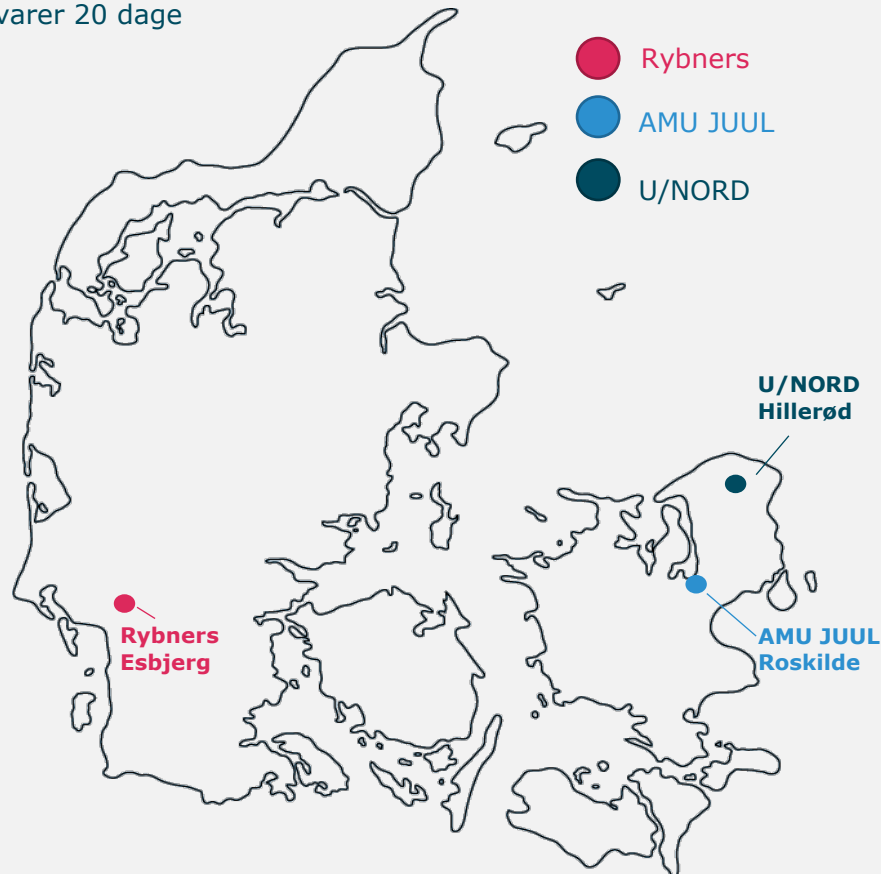 varer 20 dage
Rybners
AMU JUUL
U/NORD
U/NORD
Hillerød
Rybners
Esbjerg
AMU JUUL
Roskilde